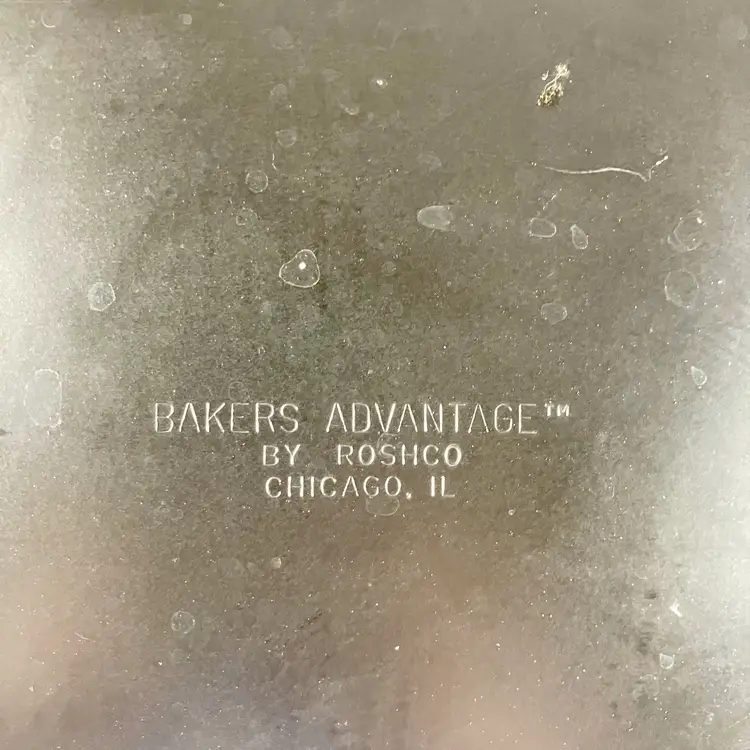 BAKERS ADVANTAGE™
BY ROSHCO
CHICAGO, IL